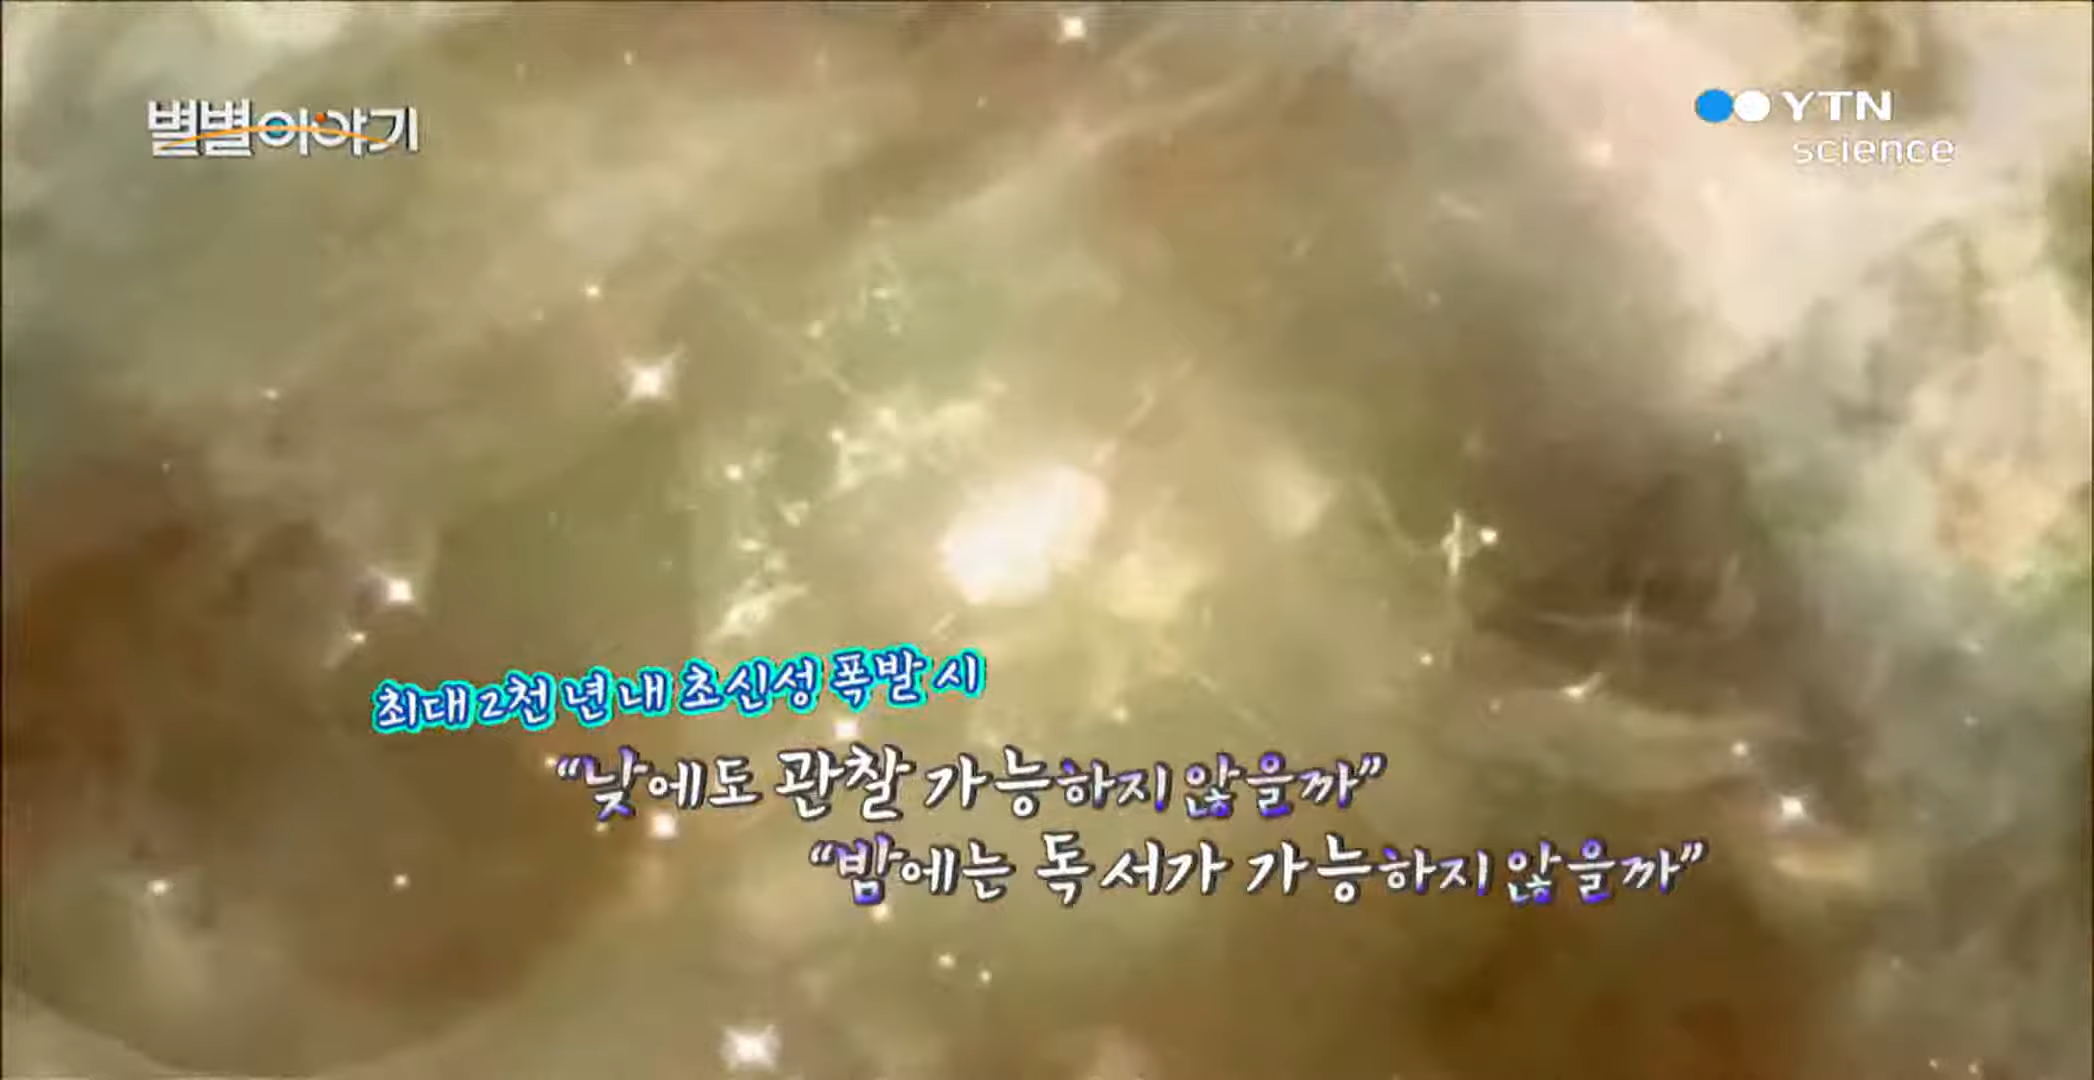 별별이야기
YTN
science
최대 2천 년 내 초신성 폭발 시
“낮에도 관찰 가능하지 않을까”
“밤에는 독서가 가능하지 않을까”